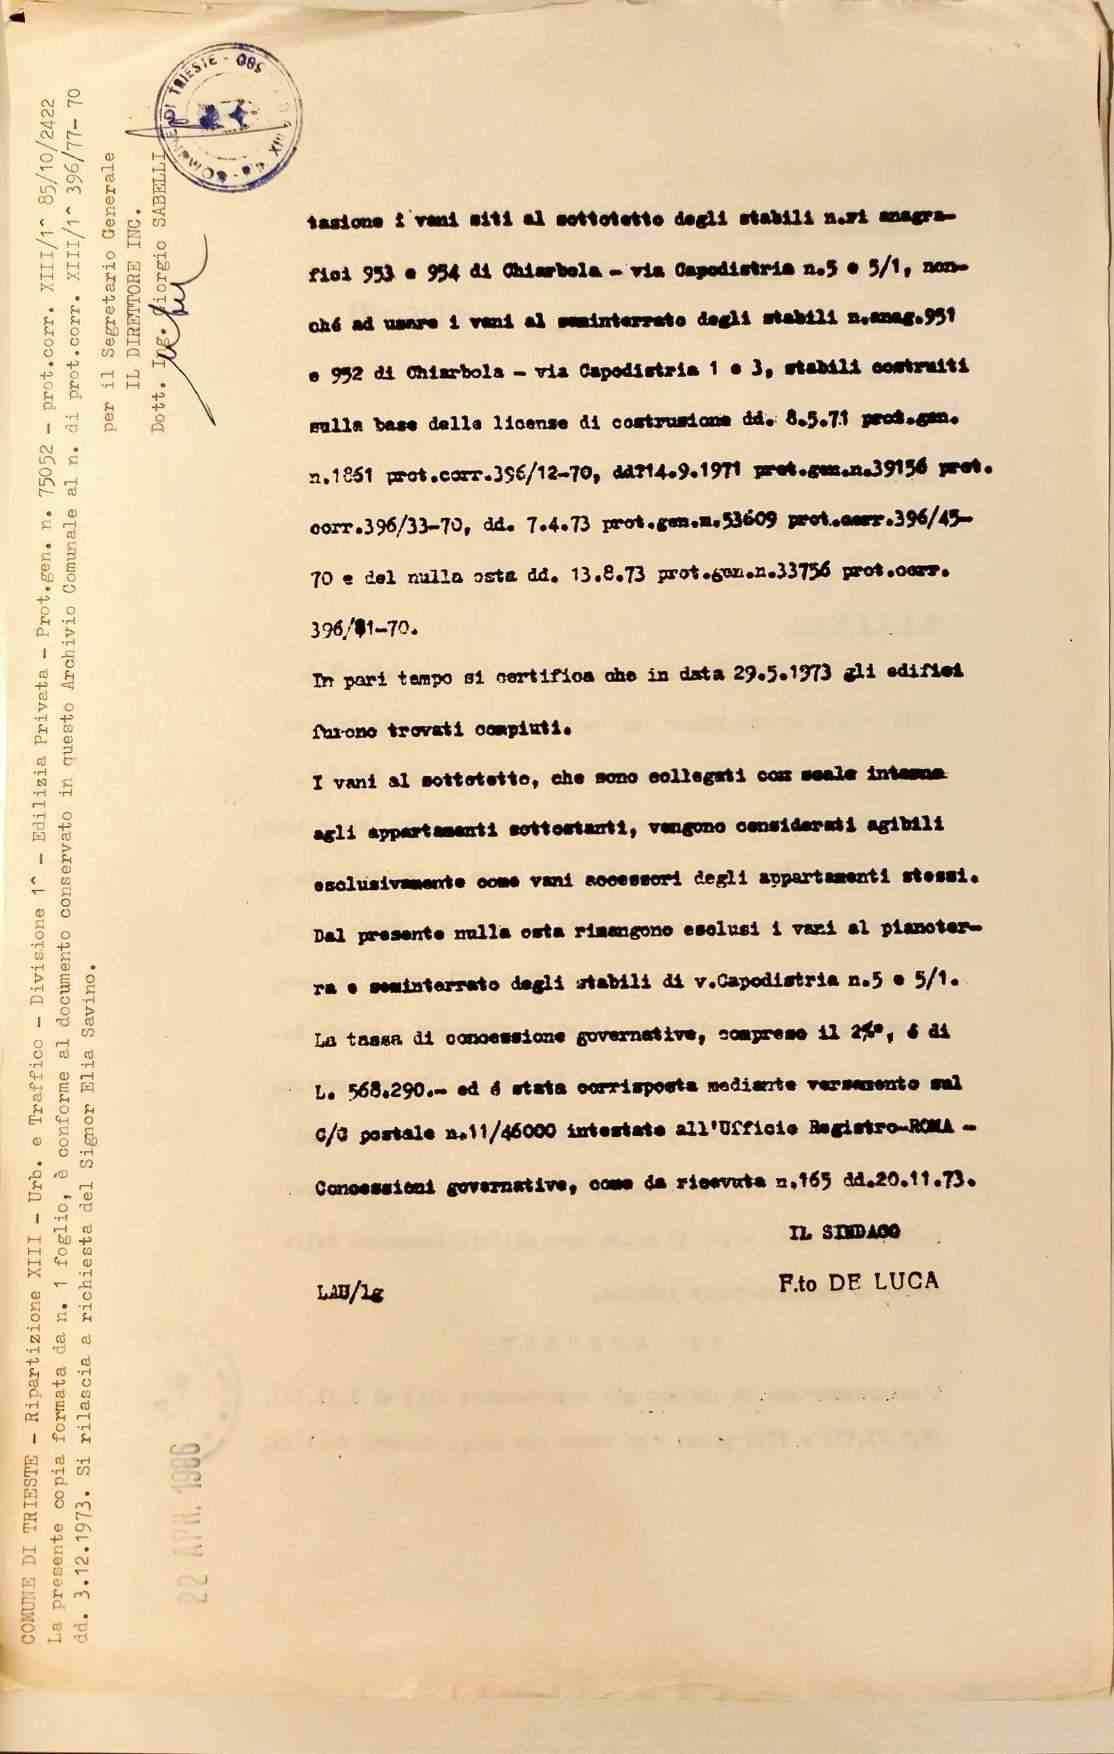 tasione i vani siti al sottotetto degli stabili n.ri anagra-
fici 953 e 954 di Chiarbola - via Capodistria n.5 e 5/1, non-
ché ad usare i vani al seminterrato degli stabili n.anag.951
e 952 di Chiarbola - via Capodistria 1 e 3, stabili costruiti
sulla base delle licenze di costruzione dd. 8.5.71 prot.gen.
n.1861 prot.corr.396/12-70, dd?14.9.1971 prot.gen.n.39156 prot.
corr.396/33-70, dd. 7.4.73 prot.gen.n.53609 prot.corr.396/45-
70 e del nulla osta dd. 13.8.73 prot.gen.n.33756 prot.corr.
396/81-70.
In pari tempo si certifica che in data 29.5.1973 gli edifici
furono trovati compiuti.
I vani al sottotetto, che sono collegati con scale interne
agli appartamenti sottostanti, vengono considerati agibili
esclusivamente come vani accessori degli appartamenti stessi.
Dal presente nulla osta rimangono esclusi i vani al pianoter-
ra e seminterrato degli stabili di v.Capodistria n.5 e 5/1.
La tassa di concessione governative, compreso il 2%°, é di
L. 568.290.- ed é stata corrisposta mediante versamento sul
C/C postale n.11/46000 intestato all'Ufficio Registro-ROMA -
Concessioni governative, come da ricevuta n.165 dd.20.11.73.
IL SINDACO
F.to DE LUCA
LAU/lg
COMUNE DI TRIESTE - Ripartizione XIII - Urb. e Traffico - Divisione 1^ - Edilizia Privata - Prot.gen. n. 75052 - prot.corr. XIII/1^ 85/10/2422
La presente copia formata da n. 1 foglio, è conforme al documento conservato in questo Archivio Comunale al n. di prot.corr. XIII/1^ 396/77-70
dd. 3.12.1973. Si rilascia a richiesta del Signor Elia Savino.
per il Segretario Generale
IL DIRETTORE INC.
Dott. Ing. Giorgio SABELLI
COMUNE DI TRIESTE
22 APR. 1986